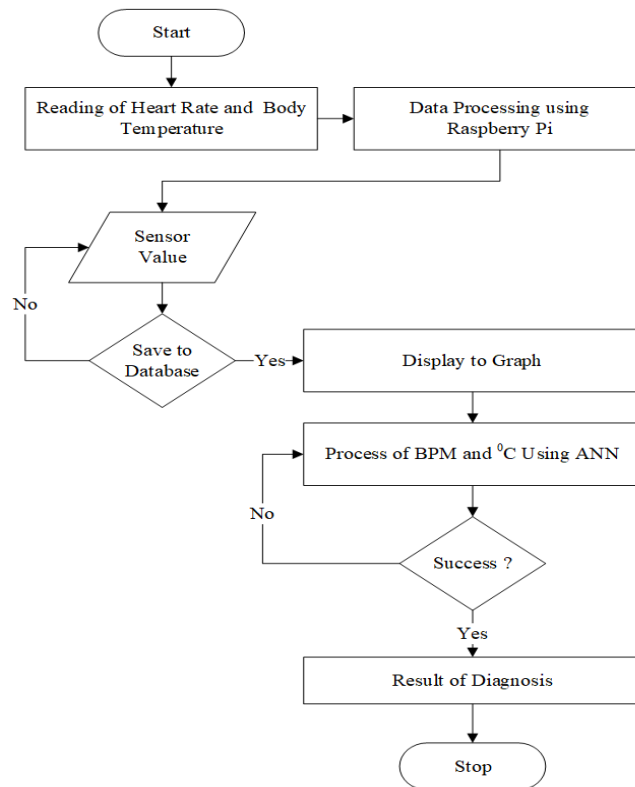 Start
Reading of Heart Rate and Body
Temperature
Data Processing using
Raspberry Pi
Sensor
Value
No
Save to
Database
Yes
Display to Graph
Process of BPM and ⁰C Using ANN
No
Success ?
Yes
Result of Diagnosis
Stop